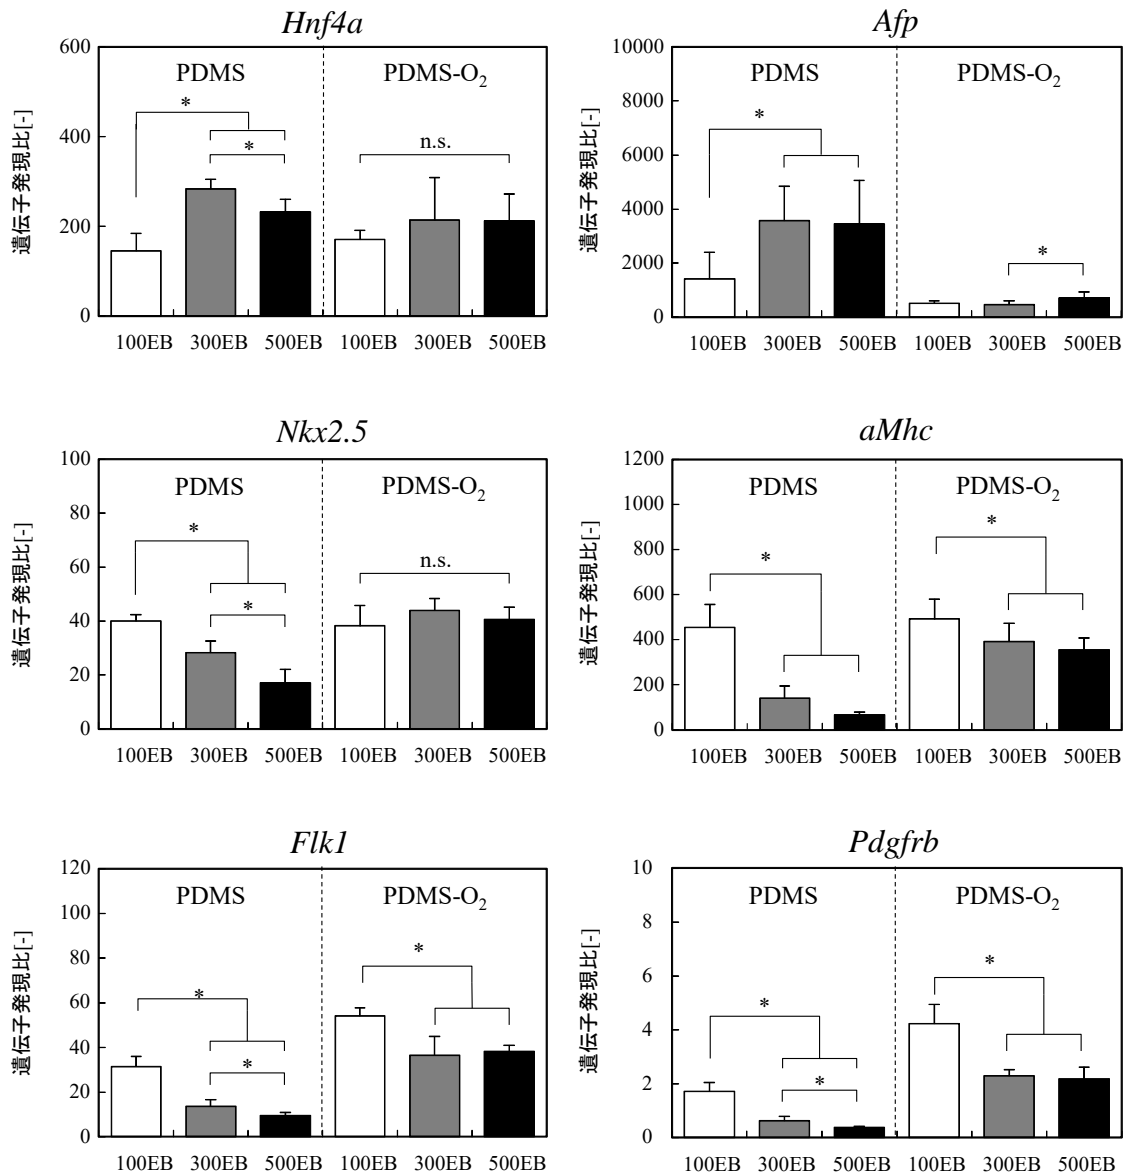 Hnf4a
遺伝子発現比[-]
600
400
200
0
PDMS
PDMS-O₂
*
*
n.s.
100EB 300EB 500EB 100EB 300EB 500EB
Afp
遺伝子発現比[-]
10000
8000
6000
4000
2000
0
PDMS
PDMS-O₂
*
*
100EB 300EB 500EB 100EB 300EB 500EB
Nkx2.5
遺伝子発現比[-]
100
80
60
40
20
0
PDMS
PDMS-O₂
*
*
n.s.
100EB 300EB 500EB 100EB 300EB 500EB
aMhc
遺伝子発現比[-]
1200
1000
800
600
400
200
0
PDMS
PDMS-O₂
*
*
100EB 300EB 500EB 100EB 300EB 500EB
Flk1
遺伝子発現比[-]
120
100
80
60
40
20
0
PDMS
PDMS-O₂
*
*
*
100EB 300EB 500EB 100EB 300EB 500EB
Pdgfrb
遺伝子発現比[-]
10
8
6
4
2
0
PDMS
PDMS-O₂
*
*
*
100EB 300EB 500EB 100EB 300EB 500EB